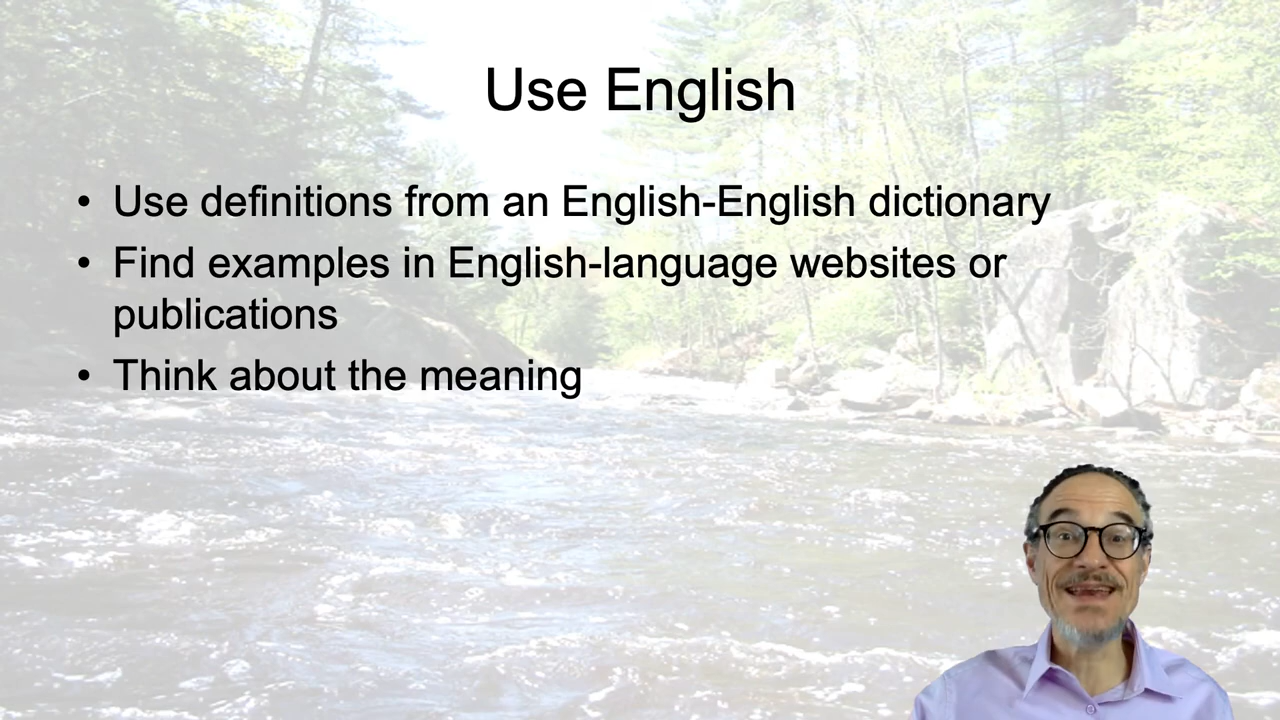 Use English
• Use definitions from an English-English dictionary
• Find examples in English-language websites or
publications
• Think about the meaning